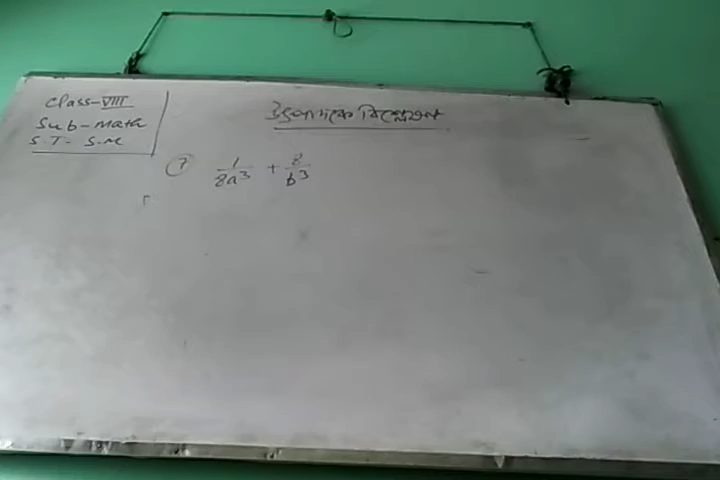 Class-VIII
Sub-Math
S.T- S.M
উৎপাদকে বিশ্লেষণ
7 1/8a³ + 8/b³